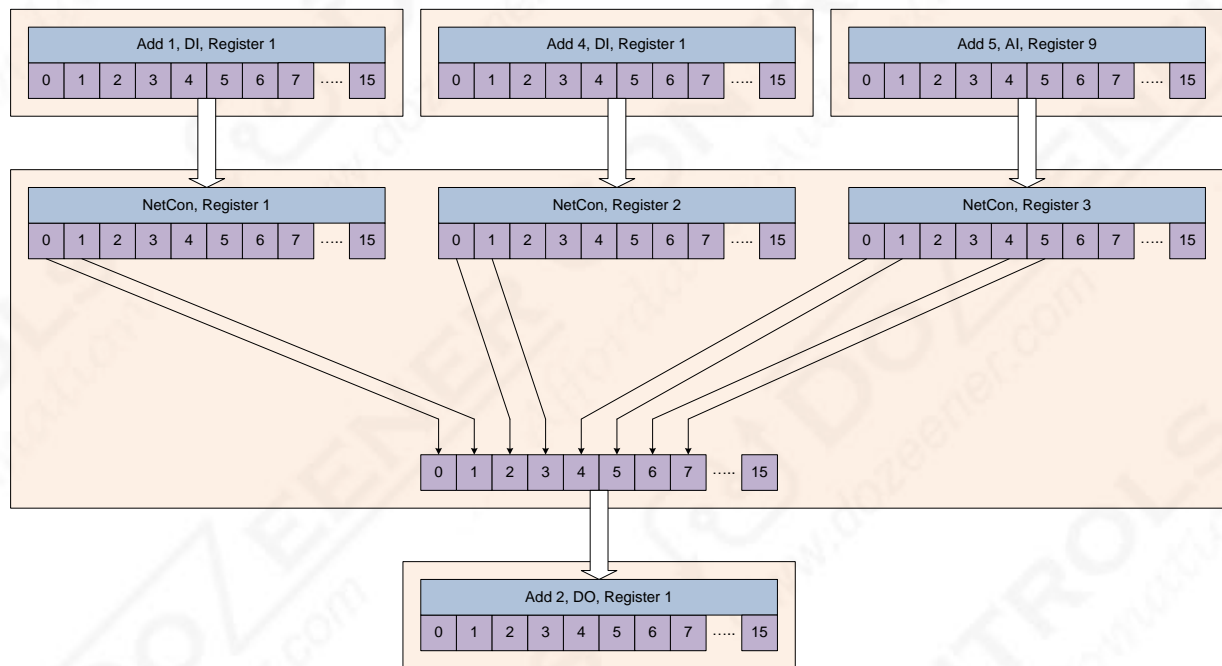 Add 1, DI, Register 1
0 1 2 3 4 5 6 7 ..... 15
Add 4, DI, Register 1
0 1 2 3 4 5 6 7 ..... 15
Add 5, AI, Register 9
0 1 2 3 4 5 6 7 ..... 15
NetCon, Register 1
0 1 2 3 4 5 6 7 ..... 15
NetCon, Register 2
0 1 2 3 4 5 6 7 ..... 15
NetCon, Register 3
0 1 2 3 4 5 6 7 ..... 15
0 1 2 3 4 5 6 7 ..... 15
Add 2, DO, Register 1
0 1 2 3 4 5 6 7 ..... 15
DOZEENER CONTROLS
www.dozeener.com